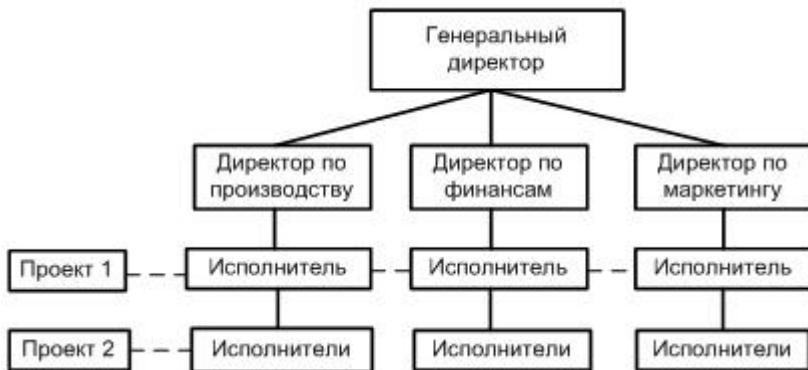 Генеральный
директор
Директор по
производству
Директор по
финансам
Директор по
маркетингу
Проект 1
Исполнитель
Исполнитель
Исполнитель
Проект 2
Исполнители
Исполнители
Исполнители